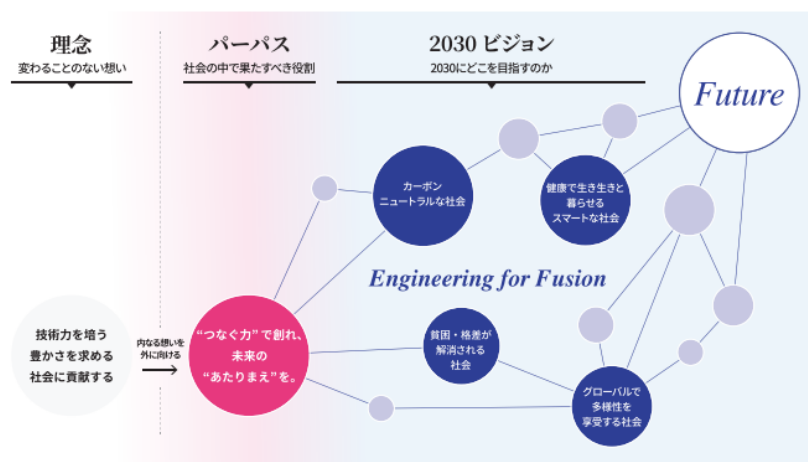 理念
変わることのない想い
パーパス
社会の中で果たすべき役割
2030 ビジョン
2030にどこを目指すのか
Future
カーボン
ニュートラルな社会
健康で生き生きと
暮らせる
スマートな社会
Engineering for Fusion
技術力を培う
豊かさを求める
社会に貢献する
内なる想いを
外に向ける
“つなぐ力” で創れ、
未来の
“あたりまえ”を。
貧困・格差が
解消される
社会
グローバルで
多様性を
享受する社会